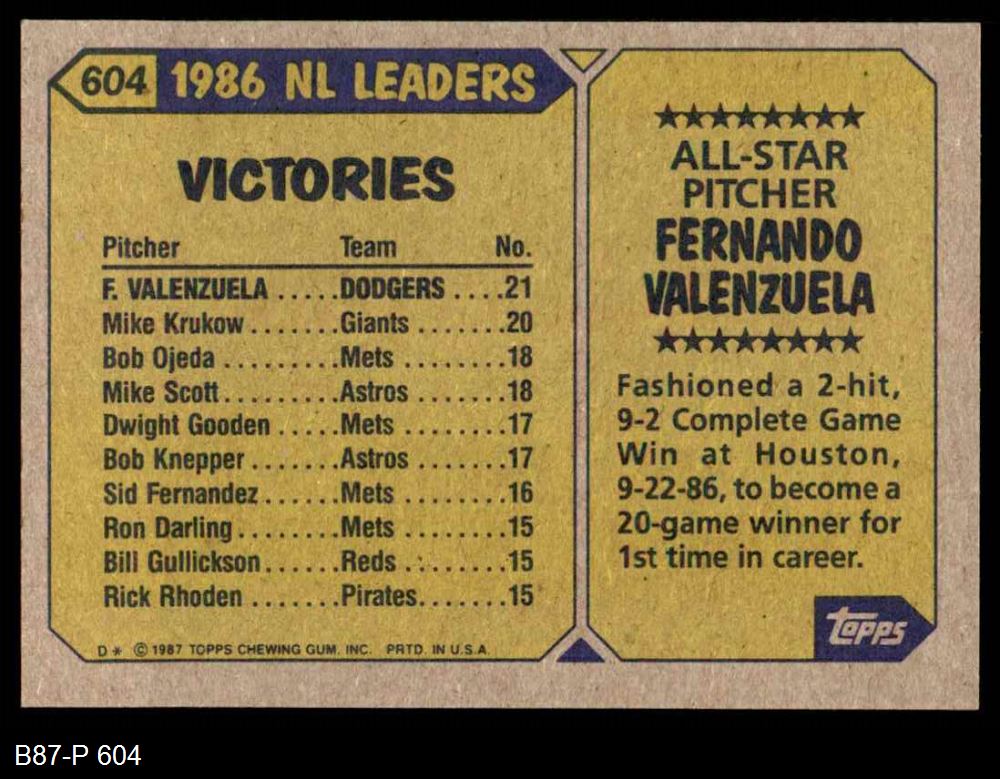 604 1986 NL LEADERS
VICTORIES
Pitcher Team No.
F. VALENZUELA .....DODGERS ....21
Mike Krukow.......Giants .......20
Bob Ojeda .........Mets ........18
Mike Scott.........Astros .......18
Dwight Gooden .....Mets ........17
Bob Knepper.......Astros .......17
Sid Fernandez......Mets ........16
Ron Darling........Mets ........15
Bill Gullickson......Reds ........15
Rick Rhoden .......Pirates.......15
D* © 1987 TOPPS CHEWING GUM, INC. PRTD. IN U.S.A.
★★★★★★★★
ALL-STAR
PITCHER
FERNANDO
VALENZUELA
★★★★★★★★
Fashioned a 2-hit,
9-2 Complete Game
Win at Houston,
9-22-86, to become a
20-game winner for
1st time in career.
Topps
B87-P 604